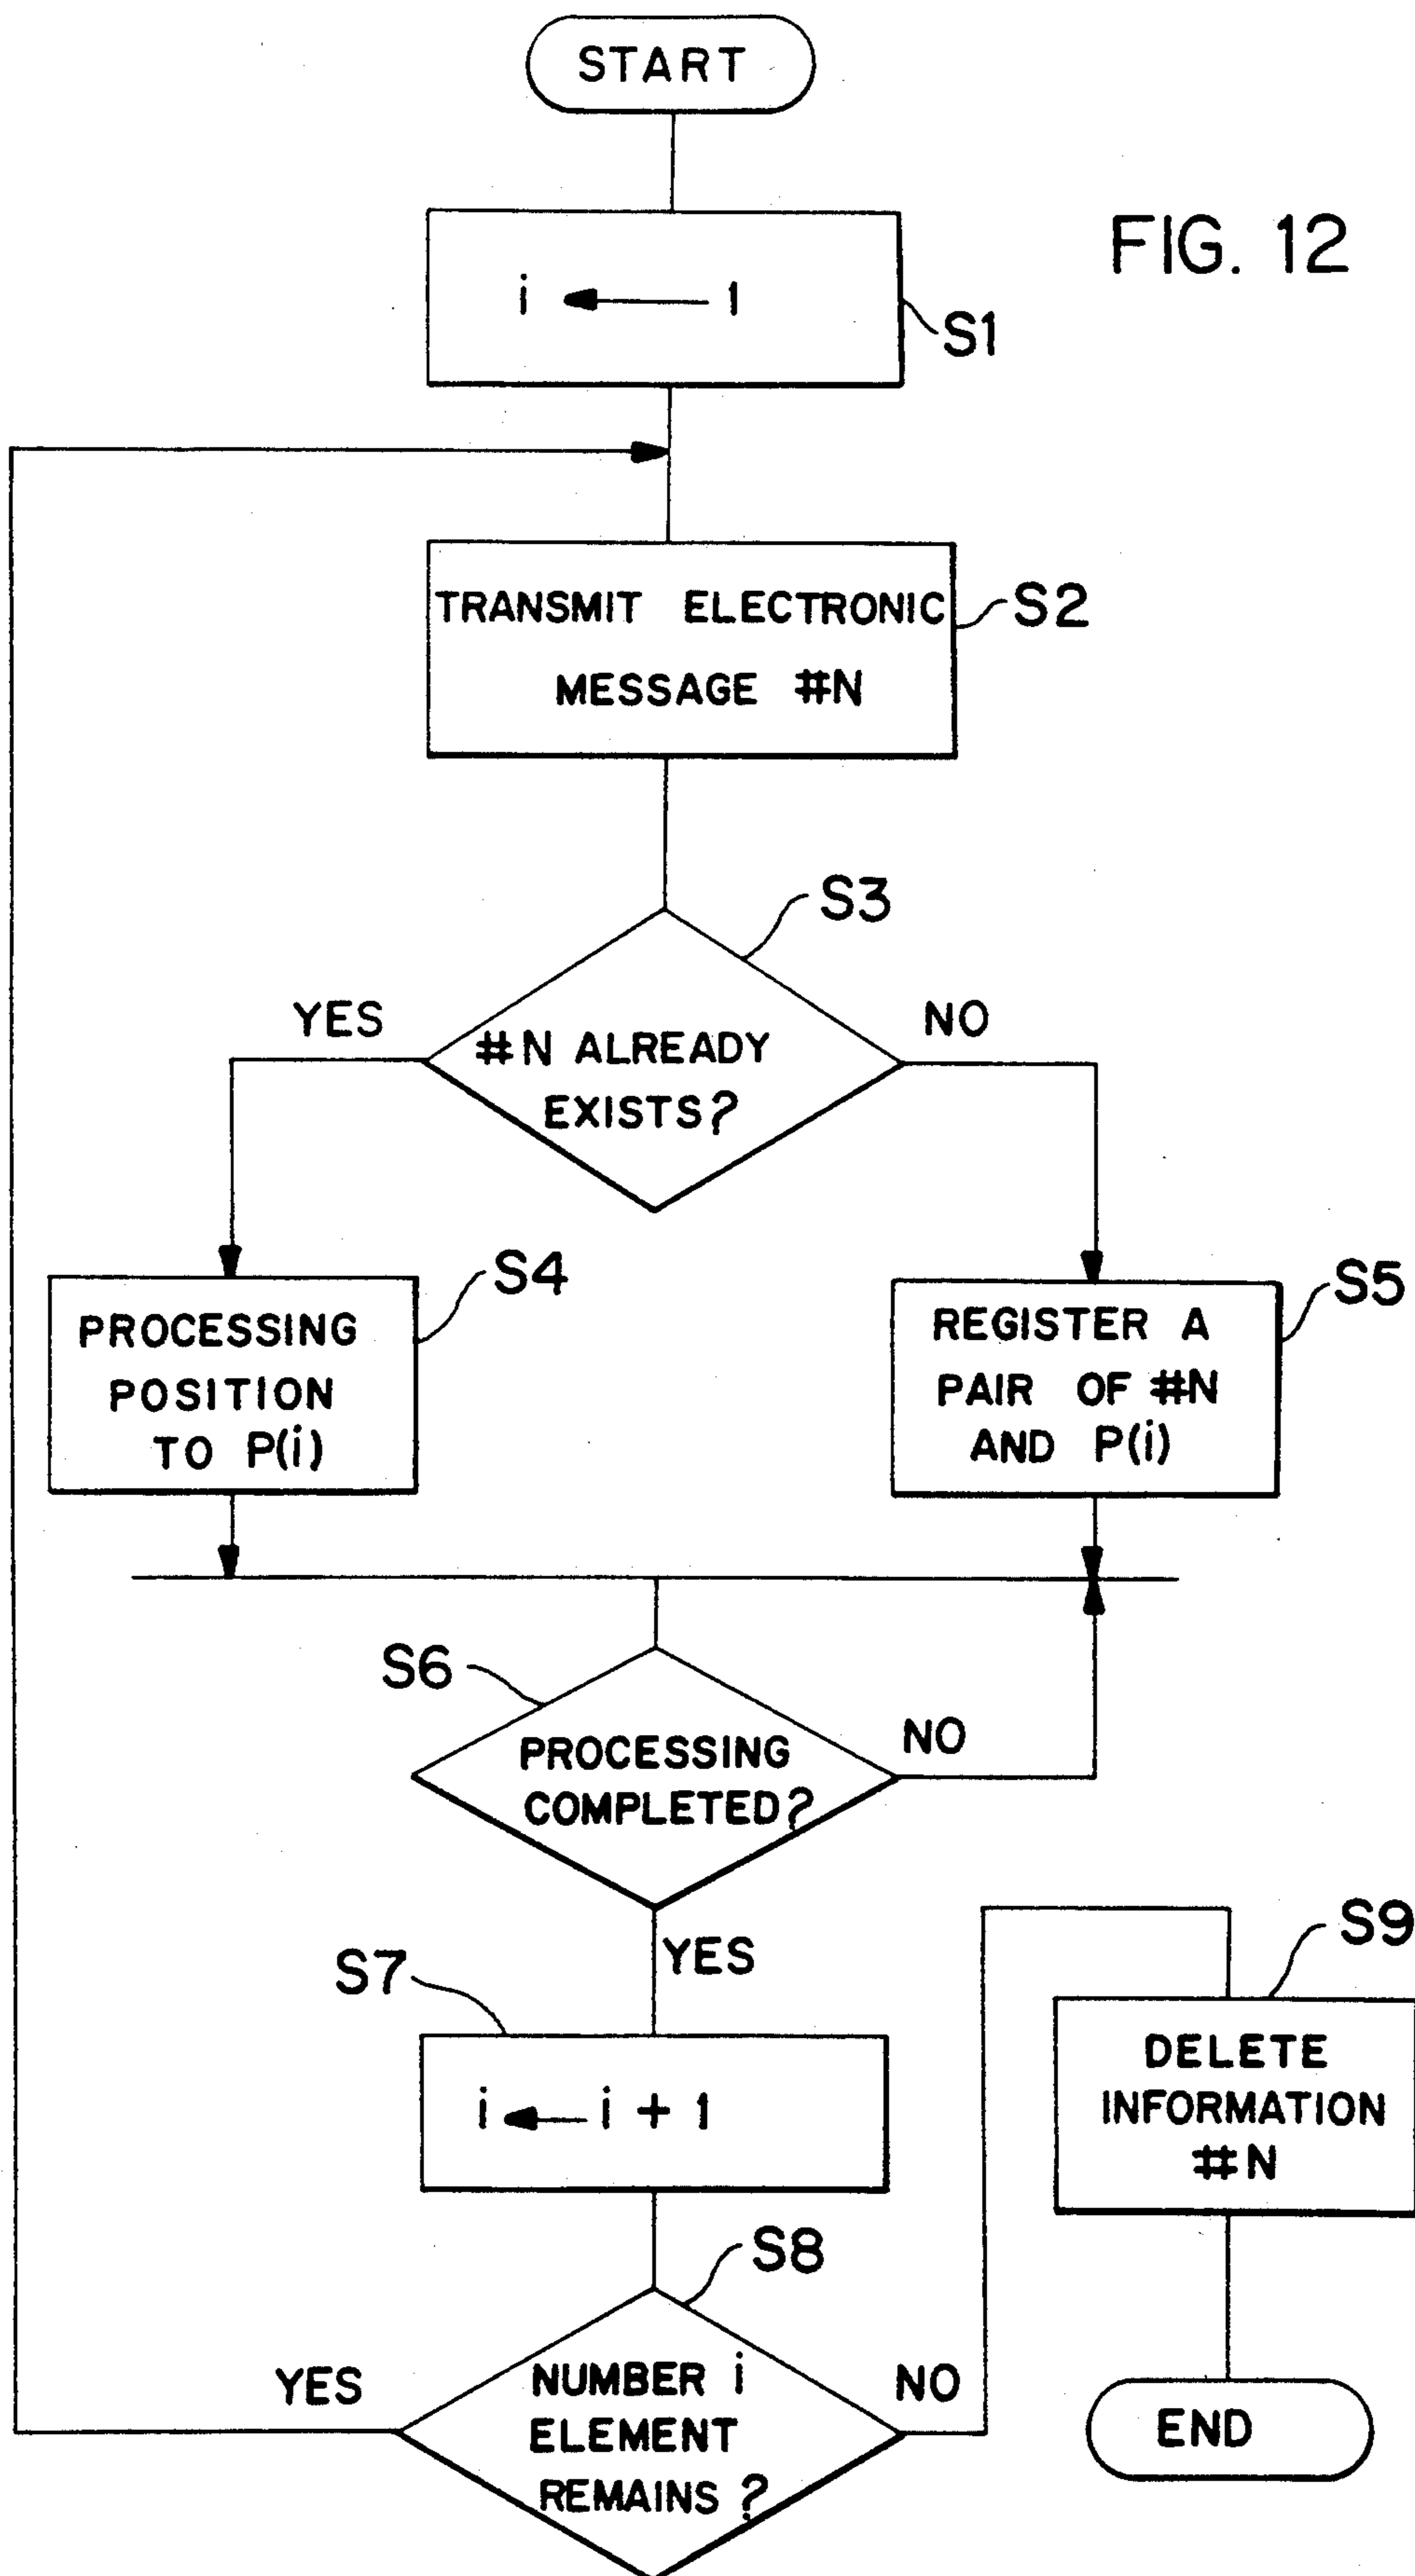 START
FIG. 12
i ← 1
S1
TRANSMIT ELECTRONIC
MESSAGE #N
S2
S3
YES
NO
#N ALREADY
EXISTS?
S4
PROCESSING
POSITION
TO P(i)
S5
REGISTER A
PAIR OF #N
AND P(i)
S6
PROCESSING
COMPLETED?
NO
YES
S7
i ← i + 1
S9
DELETE
INFORMATION
#N
S8
YES
NUMBER i
ELEMENT
REMAINS ?
NO
END